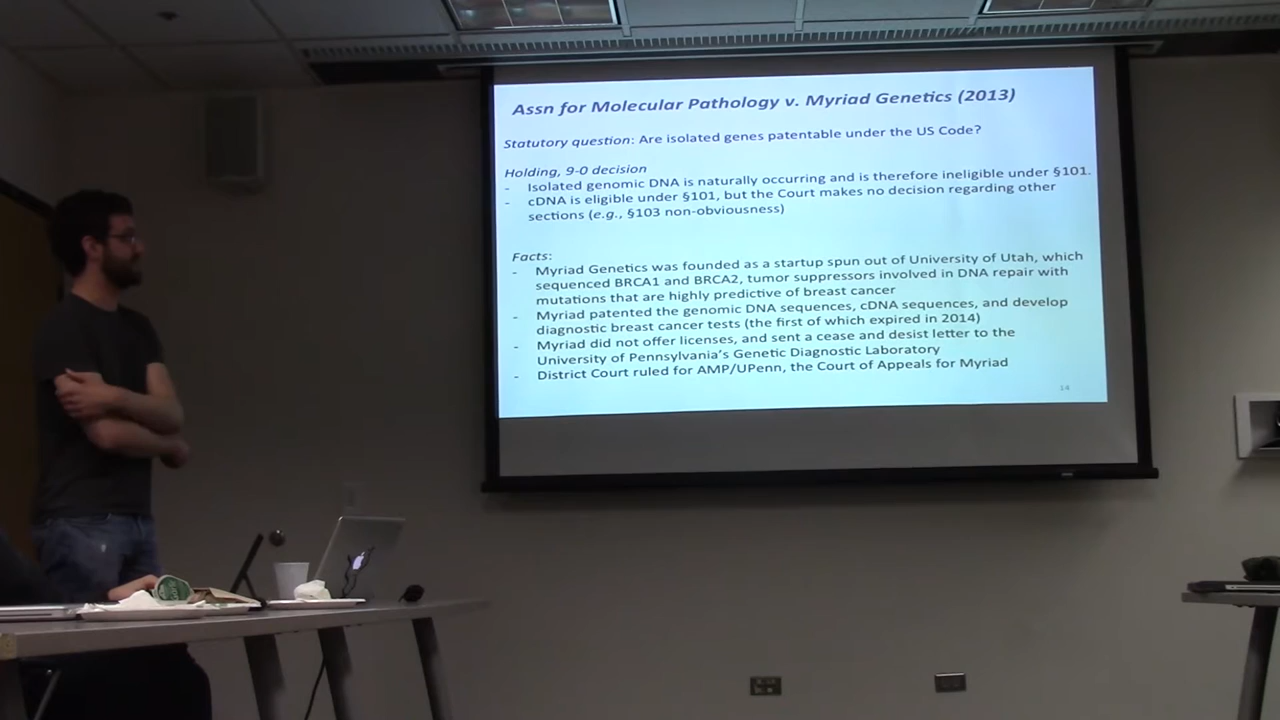 Assn for Molecular Pathology v. Myriad Genetics (2013)
Statutory question: Are isolated genes patentable under the US Code?
Holding, 9-0 decision
- Isolated genomic DNA is naturally occurring and is therefore ineligible under §101.
- cDNA is eligible under §101, but the Court makes no decision regarding other
sections (e.g., §103 non-obviousness)
Facts:
- Myriad Genetics was founded as a startup spun out of University of Utah, which
sequenced BRCA1 and BRCA2, tumor suppressors involved in DNA repair with
mutations that are highly predictive of breast cancer
- Myriad patented the genomic DNA sequences, cDNA sequences, and develop
diagnostic breast cancer tests (the first of which expired in 2014)
- Myriad did not offer licenses, and sent a cease and desist letter to the
University of Pennsylvania's Genetic Diagnostic Laboratory
- District Court ruled for AMP/UPenn, the Court of Appeals for Myriad
14